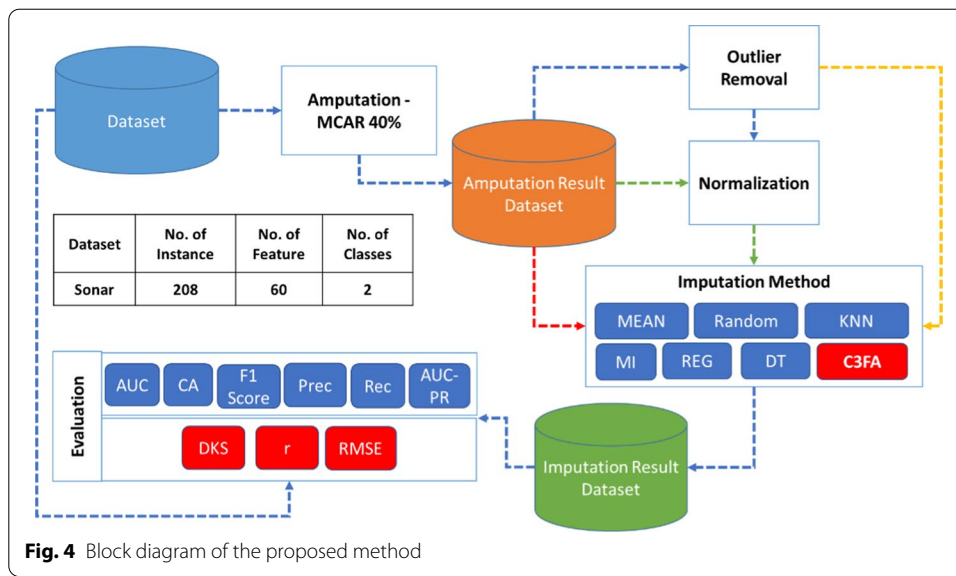 Dataset
Amputation -
MCAR 40%
Outlier
Removal
Amputation Result
Dataset
Normalization
Dataset
No. of
Instance
No. of
Feature
No. of
Classes
Sonar
208
60
2
Imputation Method
MEAN
Random
KNN
MI
REG
DT
C3FA
Evaluation
AUC
CA
F1
Score
Prec
Rec
AUC-
PR
DKS
r
RMSE
Imputation Result
Dataset
Fig. 4 Block diagram of the proposed method